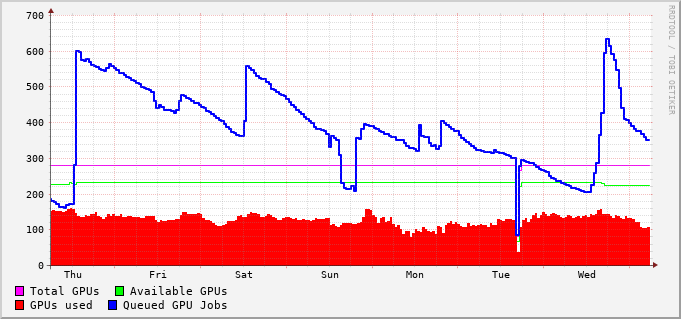 700
600
500
400
300
200
100
0
Thu Fri Sat Sun Mon Tue Wed
Total GPUs Available GPUs
GPUs used Queued GPU Jobs
RRDTOOL / TOBI OETIKER